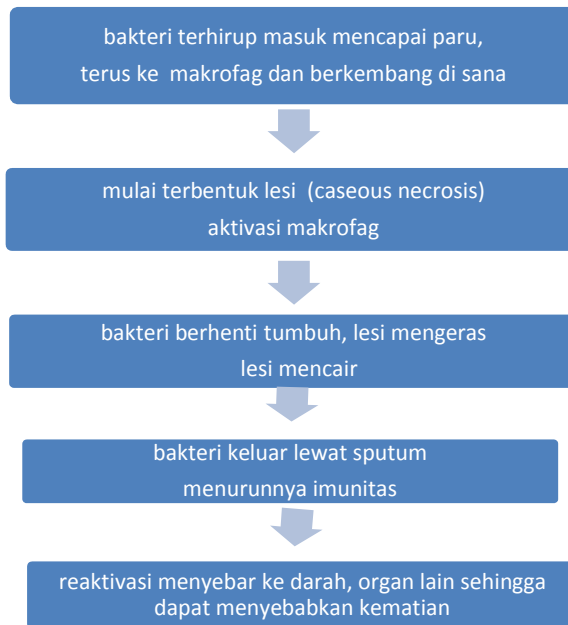 bakteri terhirup masuk mencapai paru,
terus ke makrofag dan berkembang di sana
mulai terbentuk lesi (caseous necrosis)
aktivasi makrofag
bakteri berhenti tumbuh, lesi mengeras
lesi mencair
bakteri keluar lewat sputum
menurunnya imunitas
reaktivasi menyebar ke darah, organ lain sehingga
dapat menyebabkan kematian